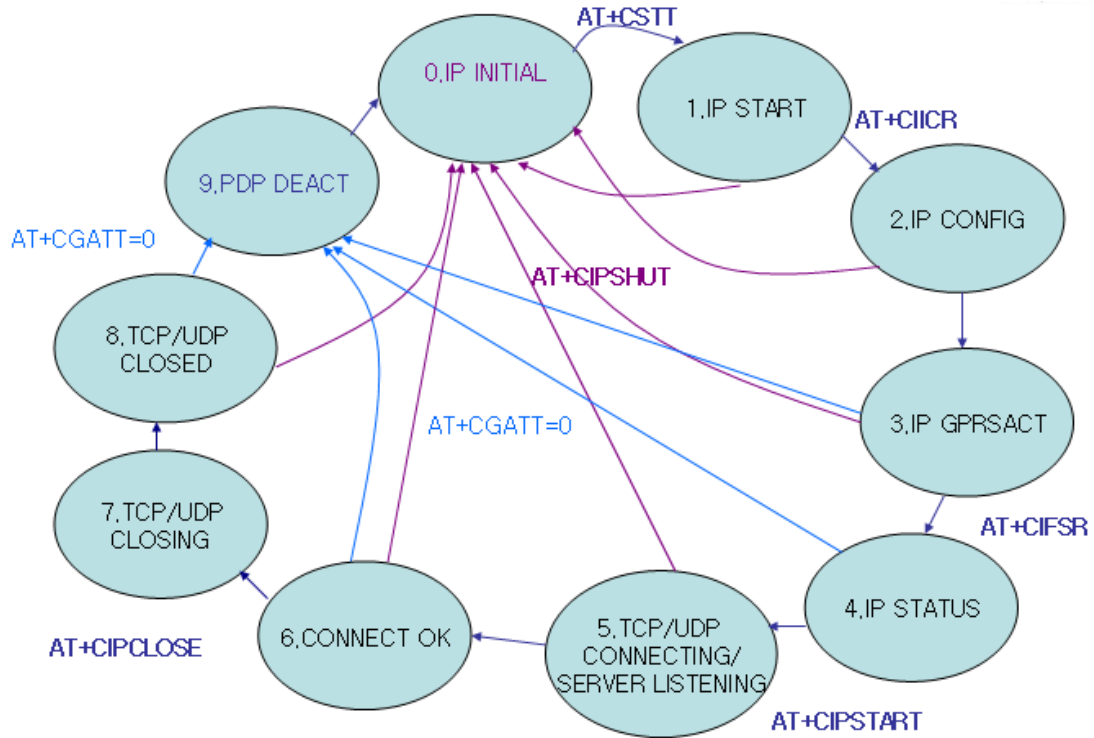 AT+CSTT
0,IP INITIAL
1,IP START
AT+CIICR
9,PDP DEACT
2,IP CONFIG
AT+CGATT=0
AT+CIPSHUT
8,TCP/UDP
CLOSED
3,IP GPRSACT
AT+CGATT=0
7,TCP/UDP
CLOSING
AT+CIFSR
4,IP STATUS
6,CONNECT OK
5,TCP/UDP
CONNECTING/
SERVER LISTENING
AT+CIPCLOSE
AT+CIPSTART